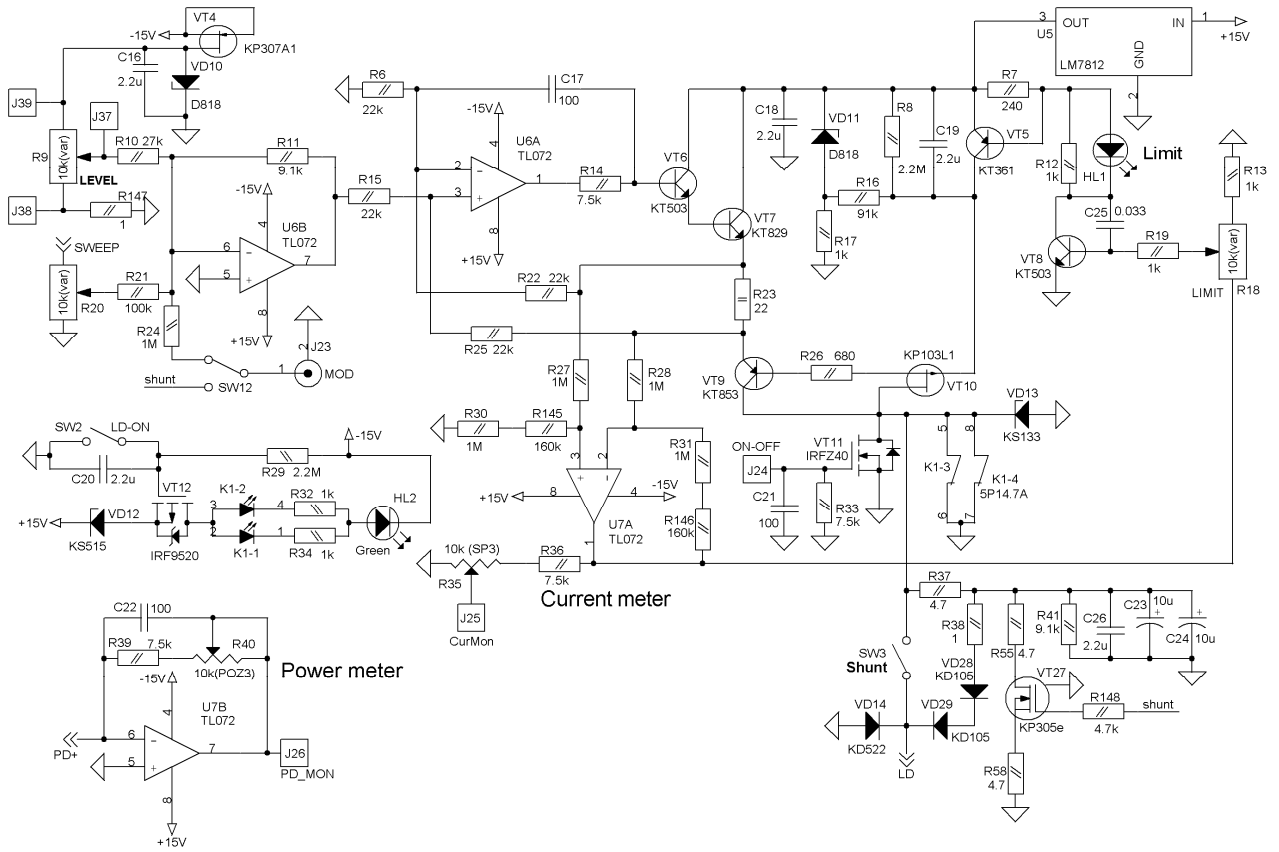 VT4
-15V
KP307A1
C16
2.2u
VD10
D818
J39
J37
R9
10k(var)
LEVEL
R10 27k
R11
9.1k
J38
R147
1
SWEEP
10k(var)
R20
R21
100k
R24
1M
-15V
4
U6B
TL072
6
5
7
8
+15V
shunt
SW12
1
2
J23
MOD
R6
22k
C17
100
-15V
4
U6A
TL072
2
3
1
8
+15V
R15
22k
R14
7.5k
VT6
KT503
VT7
KT829
C18
2.2u
VD11
D818
R8
2.2M
C19
2.2u
R16
91k
R17
1k
3
OUT
IN
1
U5
LM7812
GND
2
+15V
R7
240
VT5
KT361
R12
1k
HL1
Limit
R13
1k
C25
0.033
VT8
KT503
R19
1k
10k(var)
LIMIT
R18
R22 22k
R23
22
R25 22k
R27
1M
R28
1M
VT9
KT853
R26 680
KP103L1
VT10
VD13
KS133
R30
1M
R145
160k
R31
1M
R146
160k
3
2
+15V
8
4
-15V
1
U7A
TL072
ON-OFF
J24
VT11
IRFZ40
C21
100
R33
7.5k
5
8
K1-3
K1-4
5P14.7A
6
7
SW2
LD-ON
C20
2.2u
R29 2.2M
-15V
VT12
+15V
VD12
KS515
IRF9520
K1-2
3
4
2
1
K1-1
R32 1k
R34 1k
HL2
Green
10k (SP3)
R35
R36
7.5k
J25
CurMon
Current meter
R37
4.7
R38
1
R55 4.7
R41
9.1k
C26
2.2u
C23
10u
+
C24
10u
+
SW3
Shunt
VD28
KD105
VT27
KP305e
R148
4.7k
shunt
VD14
KD522
VD29
KD105
LD
R58
4.7
C22
100
R39
7.5k
R40
10k(POZ3)
Power meter
-15V
4
U7B
TL072
PD+
6
5
7
8
J26
PD_MON
+15V